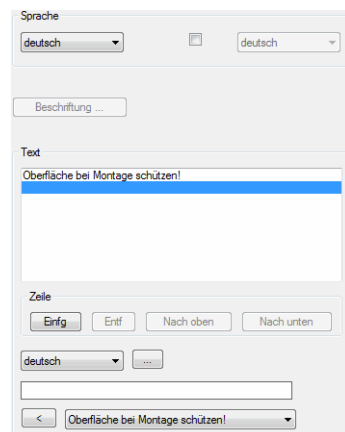 Sprache
deutsch deutsch
Beschriftung ...
Text
Oberfläche bei Montage schützen!
Zeile
Einfg Entf Nach oben Nach unten
deutsch ...
< Oberfläche bei Montage schützen!